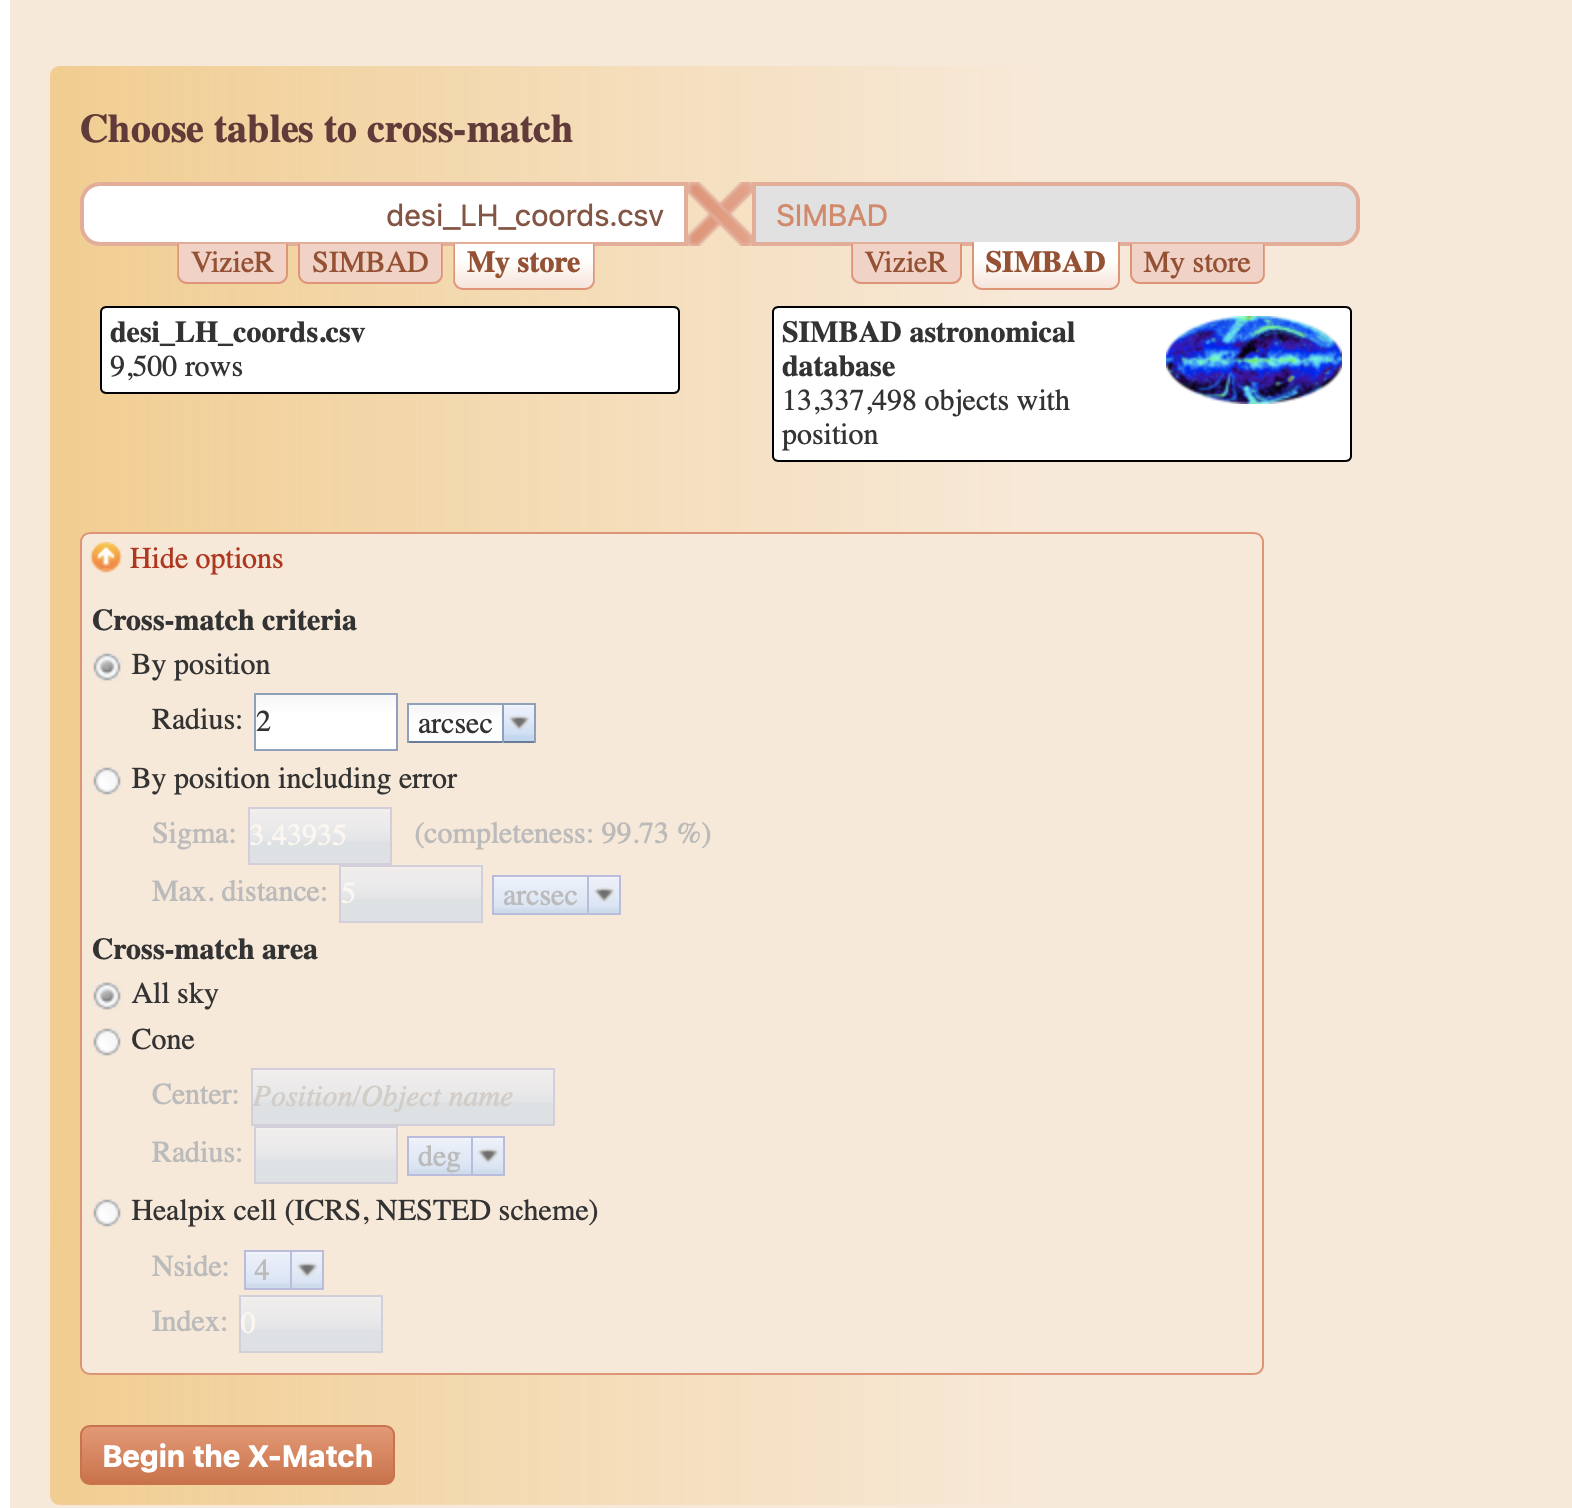 Choose tables to cross-match
desi_LH_coords.csv
SIMBAD
VizieR SIMBAD My store
VizieR SIMBAD My store
desi_LH_coords.csv
9,500 rows
SIMBAD astronomical
database
13,337,498 objects with
position
Hide options
Cross-match criteria
By position
Radius: 2 arcsec
By position including error
Sigma: 3.43935 (completeness: 99.73 %)
Max. distance: 5 arcsec
Cross-match area
All sky
Cone
Center: Position/Object name
Radius: deg
Healpix cell (ICRS, NESTED scheme)
Nside: 4
Index: 0
Begin the X-Match